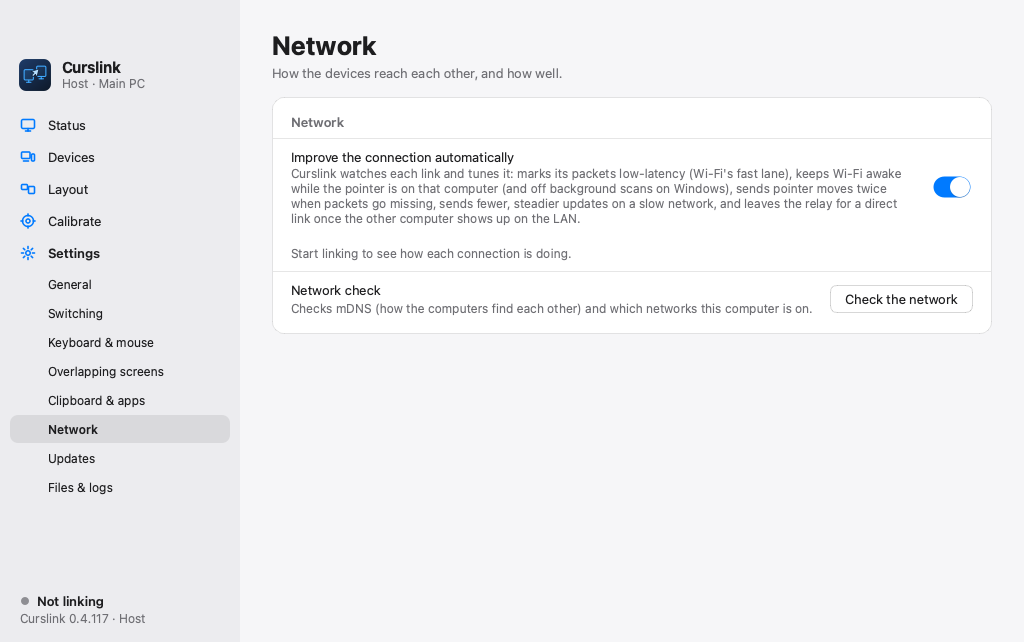 Curslink
Host · Main PC
Status
Devices
Layout
Calibrate
Settings
General
Switching
Keyboard & mouse
Overlapping screens
Clipboard & apps
Network
Updates
Files & logs
Not linking
Curslink 0.4.117 · Host
Network
How the devices reach each other, and how well.
Network
Improve the connection automatically
Curslink watches each link and tunes it: marks its packets low-latency (Wi-Fi's fast lane), keeps Wi-Fi awake
while the pointer is on that computer (and off background scans on Windows), sends pointer moves twice
when packets go missing, sends fewer, steadier updates on a slow network, and leaves the relay for a direct
link once the other computer shows up on the LAN.
Start linking to see how each connection is doing.
Network check
Checks mDNS (how the computers find each other) and which networks this computer is on.
Check the network